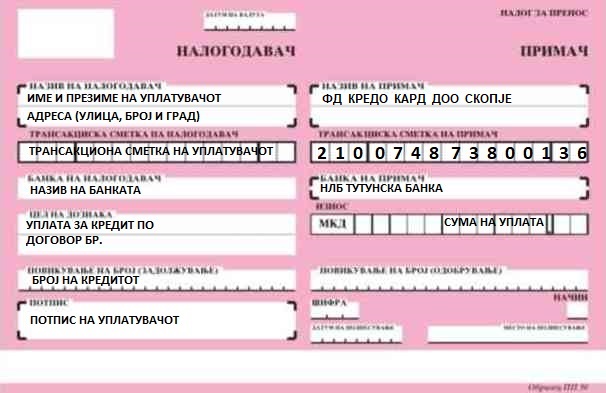 ДАТУМ НА ВАЛУТА
НАЛОГ ЗА ПРЕНОС
НАЛОГОДАВАЧ
ПРИМАЧ
НАЗИВ НА НАЛОГОДАВАЧ
ИМЕ И ПРЕЗИМЕ НА УПЛАТУВАЧОТ
АДРЕСА (УЛИЦА, БРОЈ И ГРАД)
НАЗИВ НА ПРИМАЧ
ФД КРЕДО КАРД ДОО СКОПЈЕ
ТРАНСАКЦИСКА СМЕТКА НА НАЛОГОДАВАЧ
ТРАНСАКЦИОНА СМЕТКА НА УПЛАТУВАЧОТ
ТРАНСАКЦИСКА СМЕТКА НА ПРИМАЧ
210074873800136
БАНКА НА НАЛОГОДАВАЧ
НАЗИВ НА БАНКАТА
БАНКА НА ПРИМАЧ
НЛБ ТУТУНСКА БАНКА
ЦЕЛ НА ДОЗНАКА
УПЛАТА ЗА КРЕДИТ ПО
ДОГОВОР БР.
ИЗНОС
МКД СУМА НА УПЛАТА
ПОВИКУВАЊЕ НА БРОЈ (ЗАДОЛЖУВАЊЕ)
БРОЈ НА КРЕДИТОТ
ПОВИКУВАЊЕ НА БРОЈ (ОДОБРУВАЊЕ)
ПОТПИС
ПОТПИС НА УПЛАТУВАЧОТ
ШИФРА
НАЧИН
ДАТУМ НА ПОДНЕСУВАЊЕ
МЕСТО НА ПОДНЕСУВАЊЕ
Образец ПП 30